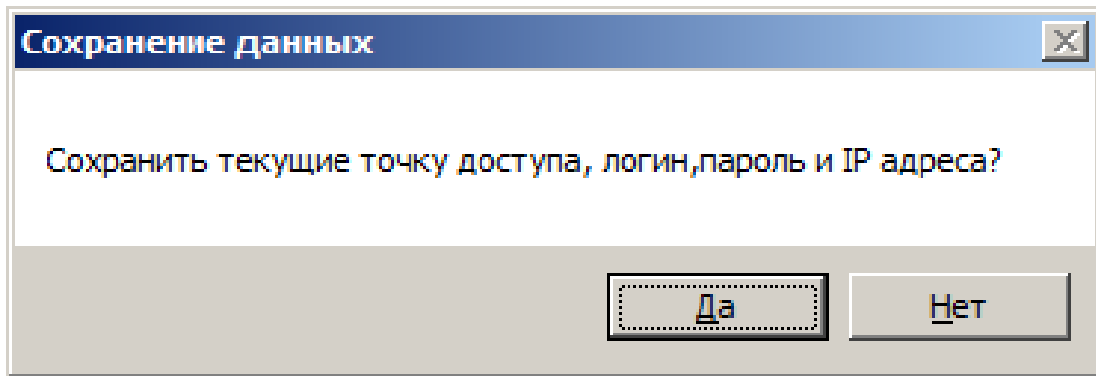 Сохранение данных
Сохранить текущие точку доступа, логин,пароль и IP адреса?
Да
Нет